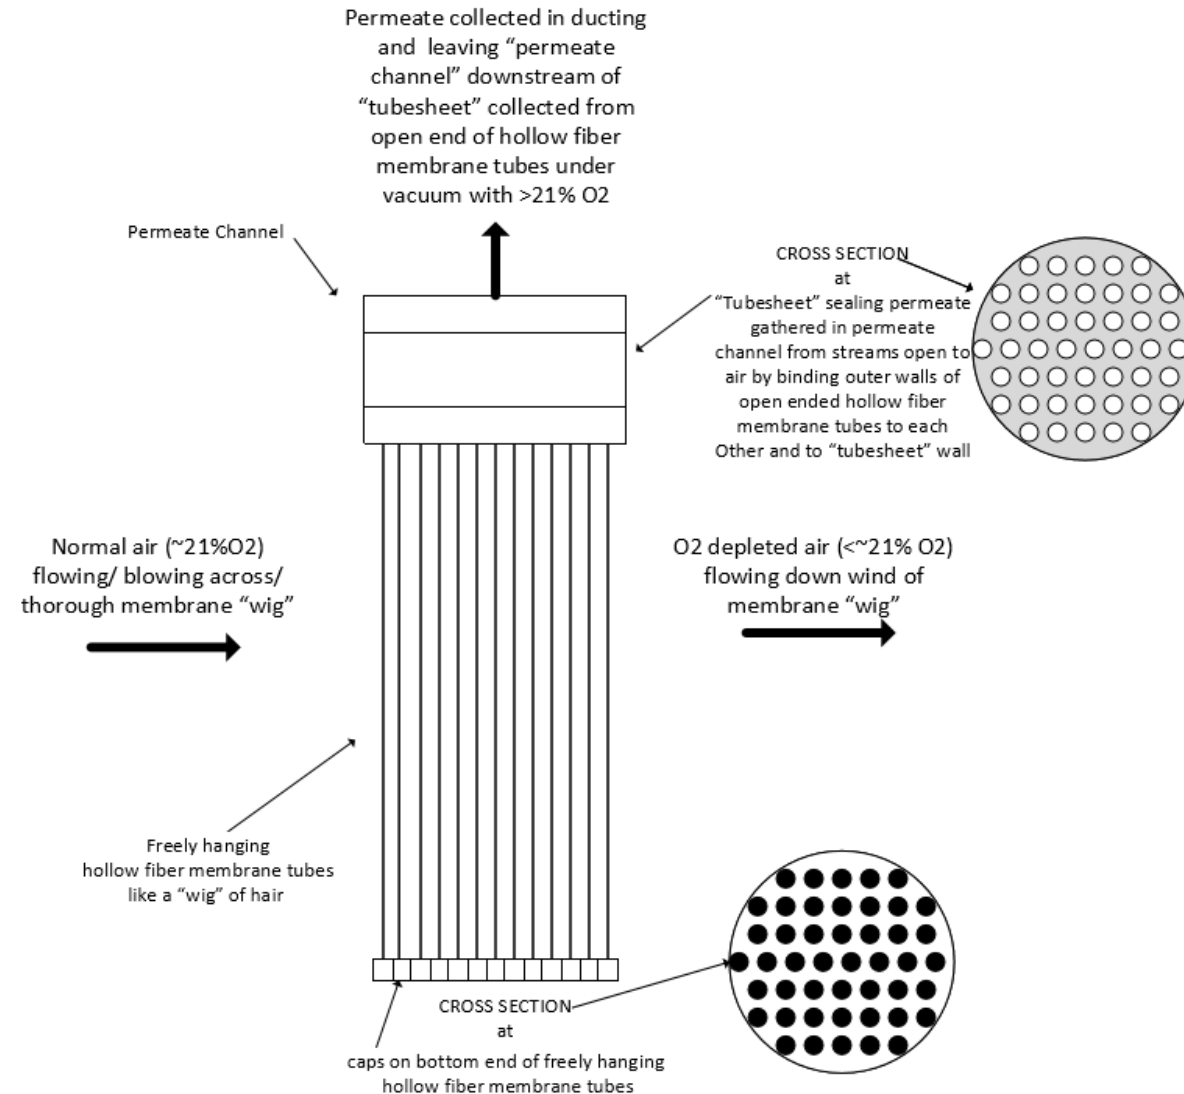 Permeate collected in ducting
and leaving “permeate
channel” downstream of
“tubesheet” collected from
open end of hollow fiber
membrane tubes under
vacuum with >21% O2
Permeate Channel
CROSS SECTION
at
“Tubesheet” sealing permeate
gathered in permeate
channel from streams open to
air by binding outer walls of
open ended hollow fiber
membrane tubes to each
Other and to “tubesheet” wall
Normal air (~21%O2)
flowing/ blowing across/
thorough membrane “wig”
O2 depleted air (<~21% O2)
flowing down wind of
membrane “wig”
Freely hanging
hollow fiber membrane tubes
like a “wig” of hair
CROSS SECTION
at
caps on bottom end of freely hanging
hollow fiber membrane tubes